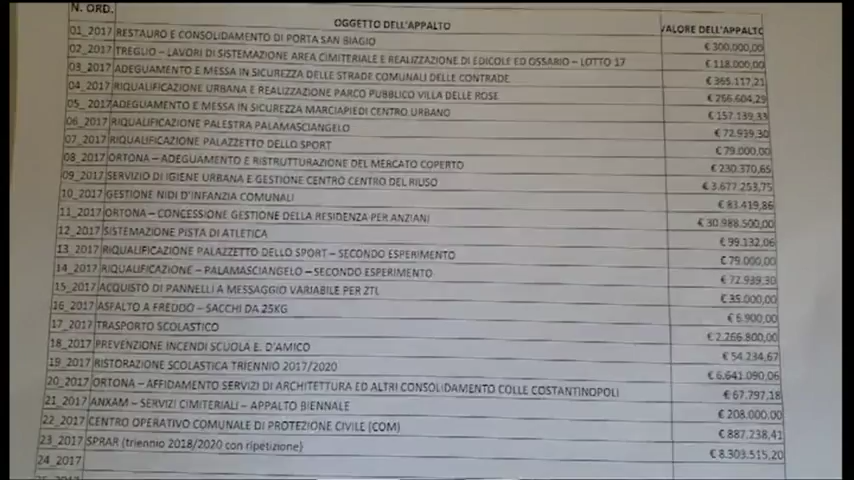 N. ORD. OGGETTO DELL'APPALTO VALORE DELL'APPALTO
01_2017 RESTAURO E CONSOLIDAMENTO DI PORTA SAN BIAGIO € 300.000,00
02_2017 TREGLIO – LAVORI DI SISTEMAZIONE AREA CIMITERIALE E REALIZZAZIONE DI EDICOLE ED OSSARIO – LOTTO 17 € 118.000,00
03_2017 ADEGUAMENTO E MESSA IN SICUREZZA DELLE STRADE COMUNALI DELLE CONTRADE € 365.117,21
04_2017 RIQUALIFICAZIONE URBANA E REALIZZAZIONE PARCO PUBBLICO VILLA DELLE ROSE € 266.604,29
05_2017 ADEGUAMENTO E MESSA IN SICUREZZA MARCIAPIEDI CENTRO URBANO € 157.139,33
06_2017 RIQUALIFICAZIONE PALESTRA PALAMASCIANGELO € 72.939,30
07_2017 RIQUALIFICAZIONE PALAZZETTO DELLO SPORT € 79.000,00
08_2017 ORTONA – ADEGUAMENTO E RISTRUTTURAZIONE DEL MERCATO COPERTO € 230.370,65
09_2017 SERVIZIO DI IGIENE URBANA E GESTIONE CENTRO CENTRO DEL RIUSO € 3.677.253,75
10_2017 GESTIONE NIDI D'INFANZIA COMUNALI € 83.419,86
11_2017 ORTONA – CONCESSIONE GESTIONE DELLA RESIDENZA PER ANZIANI € 30.988.500,00
12_2017 SISTEMAZIONE PISTA DI ATLETICA € 99.132,06
13_2017 RIQUALIFICAZIONE PALAZZETTO DELLO SPORT – SECONDO ESPERIMENTO € 79.000,00
14_2017 RIQUALIFICAZIONE – PALAMASCIANGELO – SECONDO ESPERIMENTO € 72.939,30
15_2017 ACQUISTO DI PANNELLI A MESSAGGIO VARIABILE PER ZTL € 35.000,00
16_2017 ASFALTO A FREDDO – SACCHI DA 25KG € 6.900,00
17_2017 TRASPORTO SCOLASTICO € 2.266.800,00
18_2017 PREVENZIONE INCENDI SCUOLA E. D'AMICO € 54.234,67
19_2017 RISTORAZIONE SCOLASTICA TRIENNIO 2017/2020 € 6.641.090,06
20_2017 ORTONA – AFFIDAMENTO SERVIZI DI ARCHITETTURA ED ALTRI CONSOLIDAMENTO COLLE COSTANTINOPOLI € 67.797,18
21_2017 ANXAM – SERVIZI CIMITERIALI – APPALTO BIENNALE € 208.000,00
22_2017 CENTRO OPERATIVO COMUNALE DI PROTEZIONE CIVILE (COM) € 887.238,41
23_2017 SPRAR (triennio 2018/2020 con ripetizione) € 8.303.515,20
24_2017